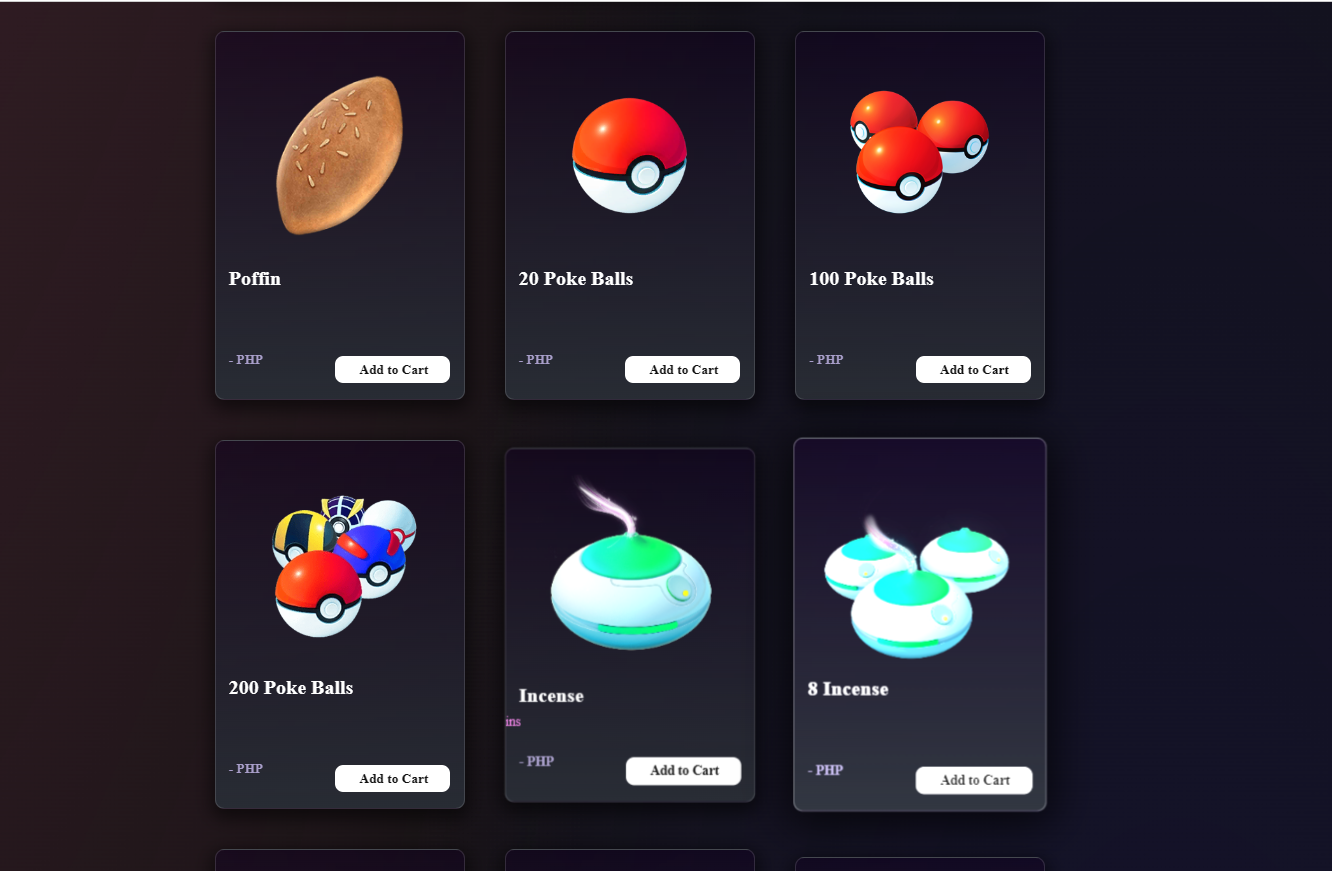 Poffin
- PHP
Add to Cart
20 Poke Balls
- PHP
Add to Cart
100 Poke Balls
- PHP
Add to Cart
200 Poke Balls
- PHP
Add to Cart
Incense
ins
- PHP
Add to Cart
8 Incense
- PHP
Add to Cart